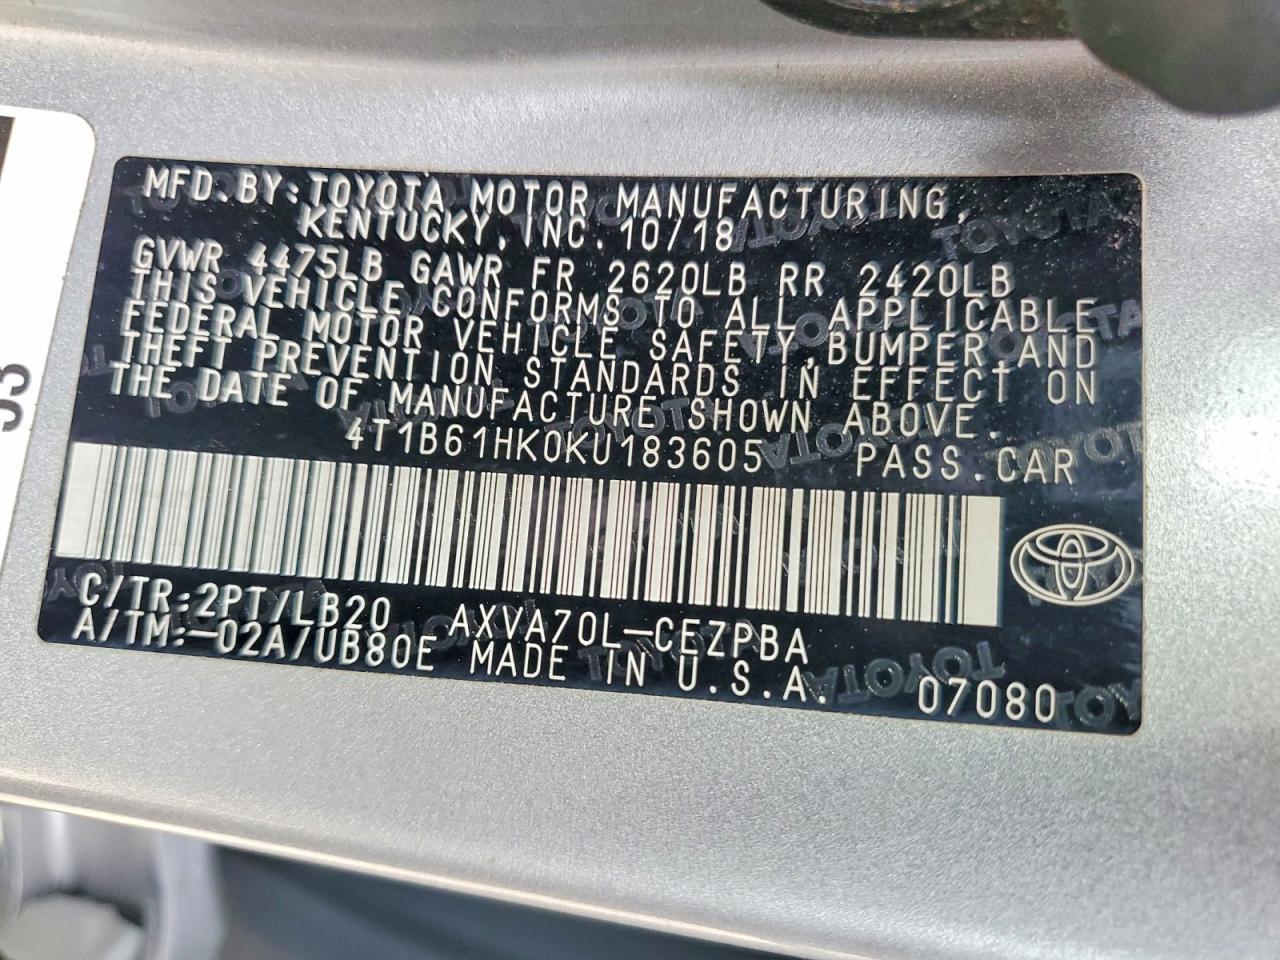 MFD. BY: TOYOTA MOTOR MANUFACTURING,
KENTUCKY, INC. 10/18
GVWR 4475LB GAWR FR 2620LB RR 2420LB
THIS VEHICLE CONFORMS TO ALL APPLICABLE
FEDERAL MOTOR VEHICLE SAFETY, BUMPER, AND
THEFT PREVENTION STANDARDS IN EFFECT ON
THE DATE OF MANUFACTURE SHOWN ABOVE.
4T1B61HK0KU183605 PASS. CAR
C/TR: 2PT/LB20 AXVA70L-CEZPBA
A/TM: -02A/UB80E MADE IN U.S.A. 07080